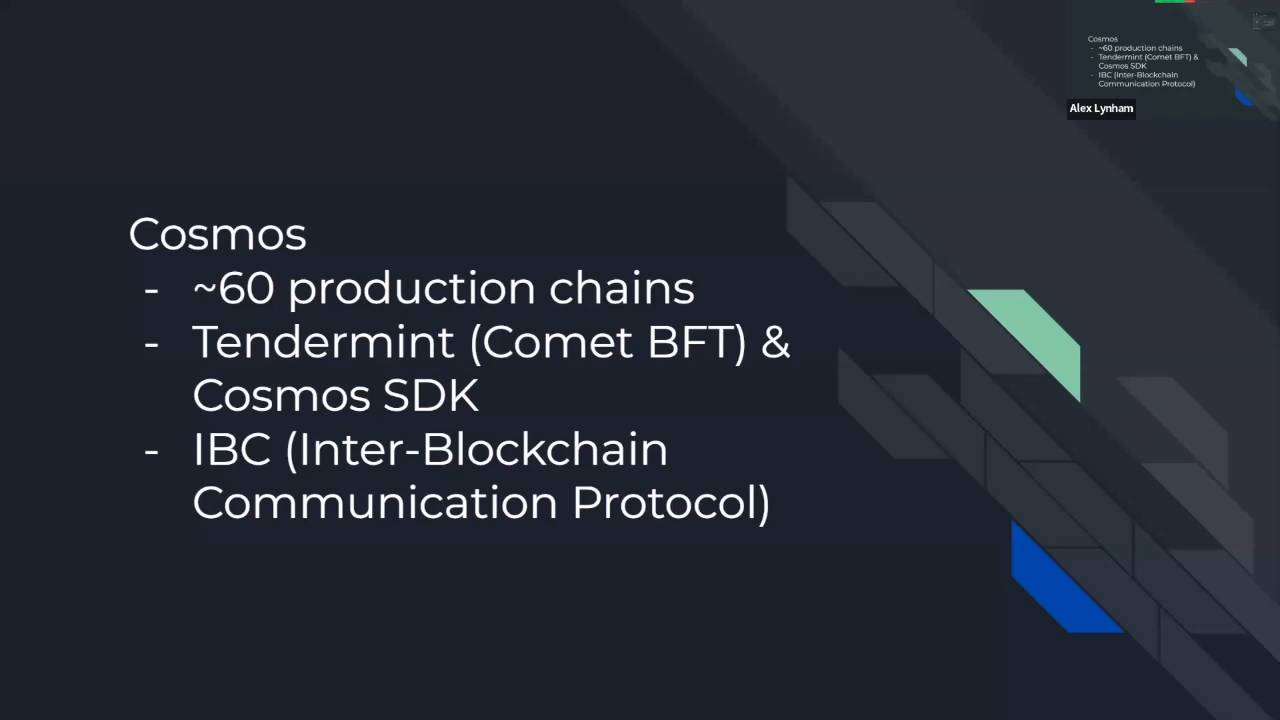 Cosmos
- ~60 production chains
- Tendermint (Comet BFT) &
Cosmos SDK
- IBC (Inter-Blockchain
Communication Protocol)
Cosmos
- ~60 production chains
- Tendermint (Comet BFT) &
Cosmos SDK
- IBC (Inter-Blockchain
Communication Protocol)
Alex Lynham